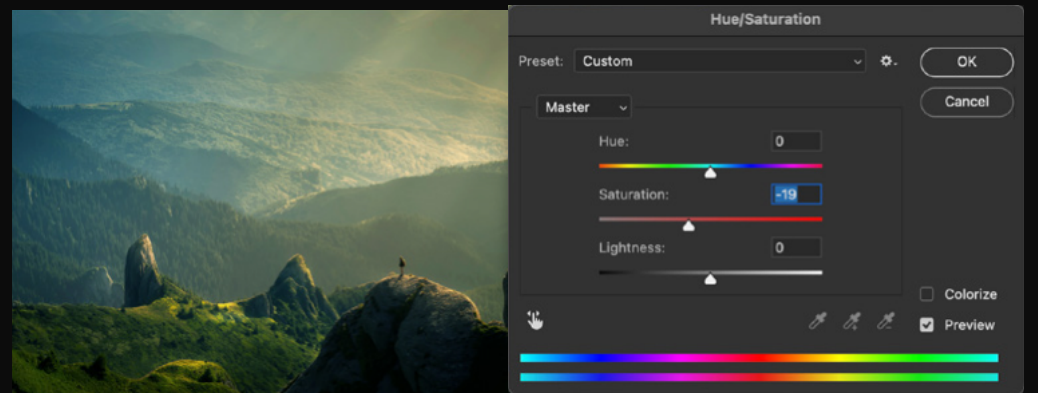 Hue/Saturation
Preset: Custom
OK
Cancel
Master
Hue: 0
Saturation: -19
Lightness: 0
Colorize
Preview